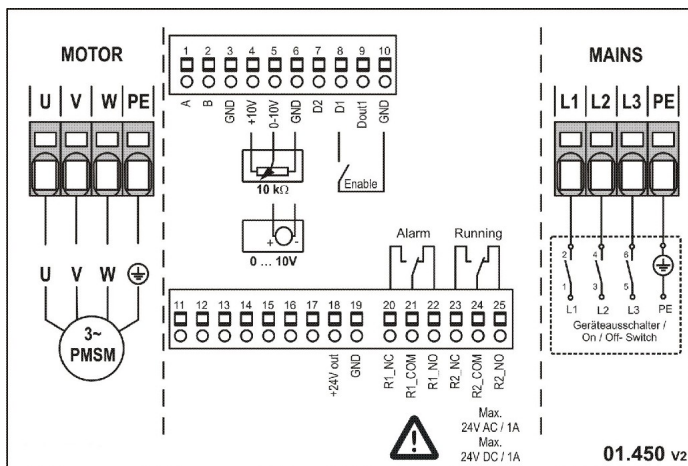 MOTOR
U V W PE
U V W
3~
PMSM
1 2 3 4 5 6 7 8 9 10
A B GND +10V 0-10V GND D2 D1 Dout1 GND
10 kΩ
Enable
+ -
0 ... 10V
Alarm Running
11 12 13 14 15 16 17 18 19 20 21 22 23 24 25
+24V out GND R1_NC R1_COM R1_NO R2_NC R2_COM R2_NO
Max.
24V AC / 1A
Max.
24V DC / 1A
MAINS
L1 L2 L3 PE
2 4 6
1 3 5
L1 L2 L3 PE
Geräteausschalter /
On / Off- Switch
01.450 V2